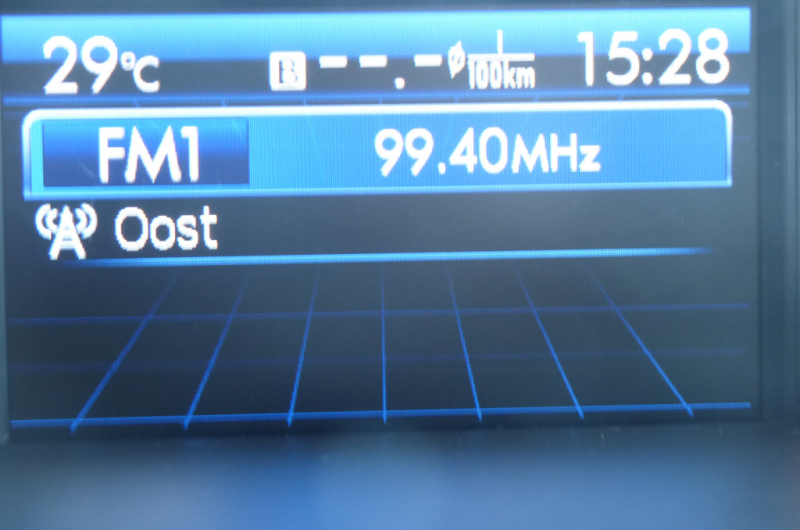 29°C B --.- Ø l/100km 15:28
FM1 99.40MHz
Oost